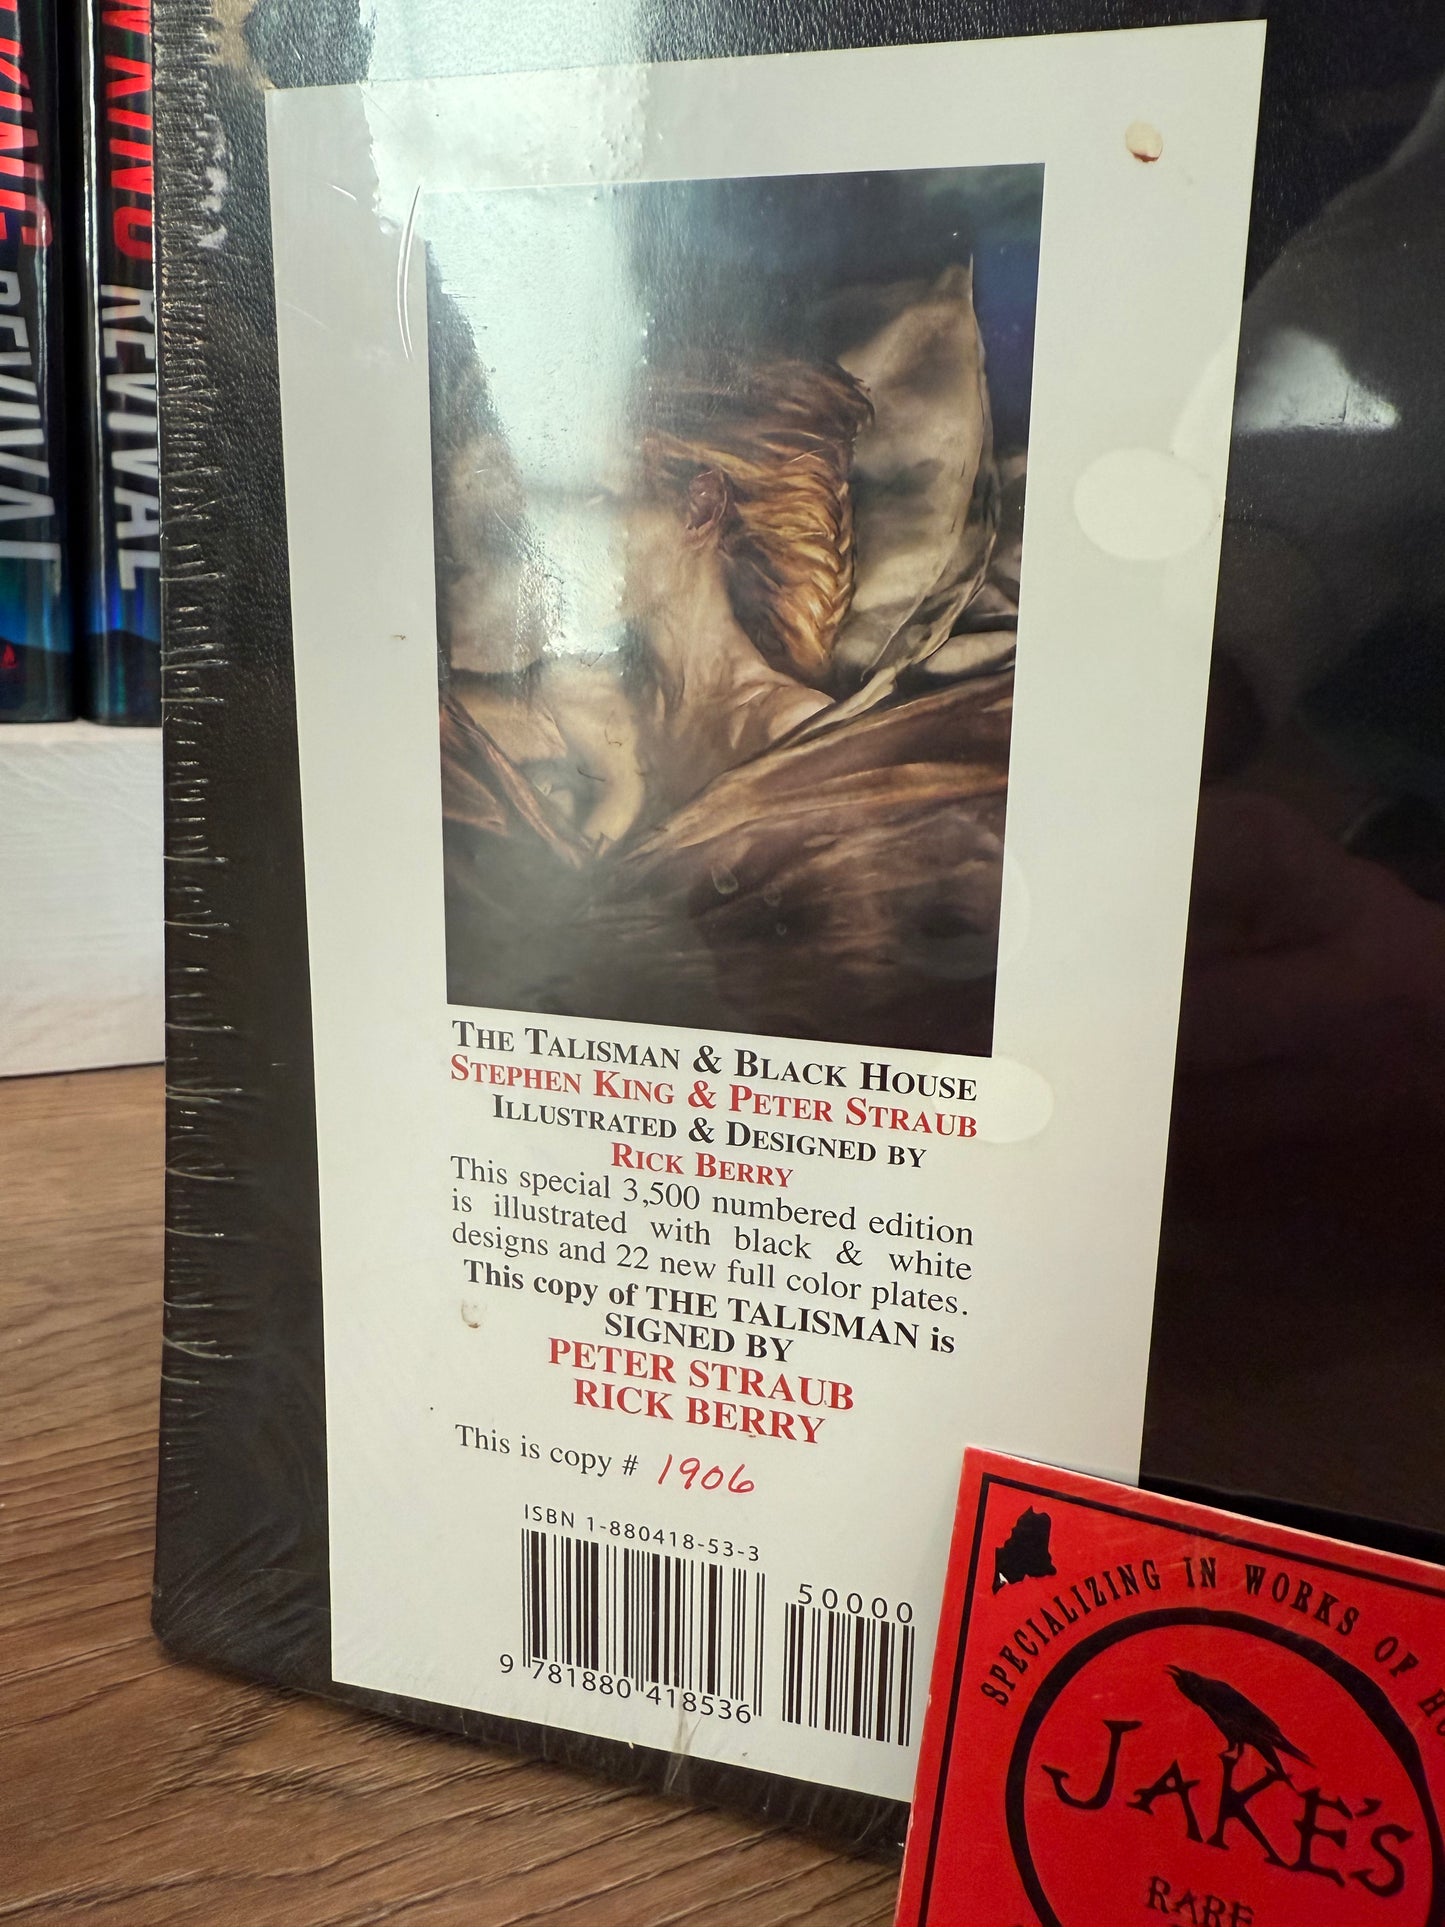 KING REVIVAL
KING REVIVAL
THE TALISMAN & BLACK HOUSE
STEPHEN KING & PETER STRAUB
ILLUSTRATED & DESIGNED BY
RICK BERRY
This special 3,500 numbered edition
is illustrated with black & white
designs and 22 new full color plates.
This copy of THE TALISMAN is
SIGNED BY
PETER STRAUB
RICK BERRY
This is copy # 1906
ISBN 1-880418-53-3
50000
9 781880 418536
SPECIALIZING IN WORKS OF
JAKE'S
RARE